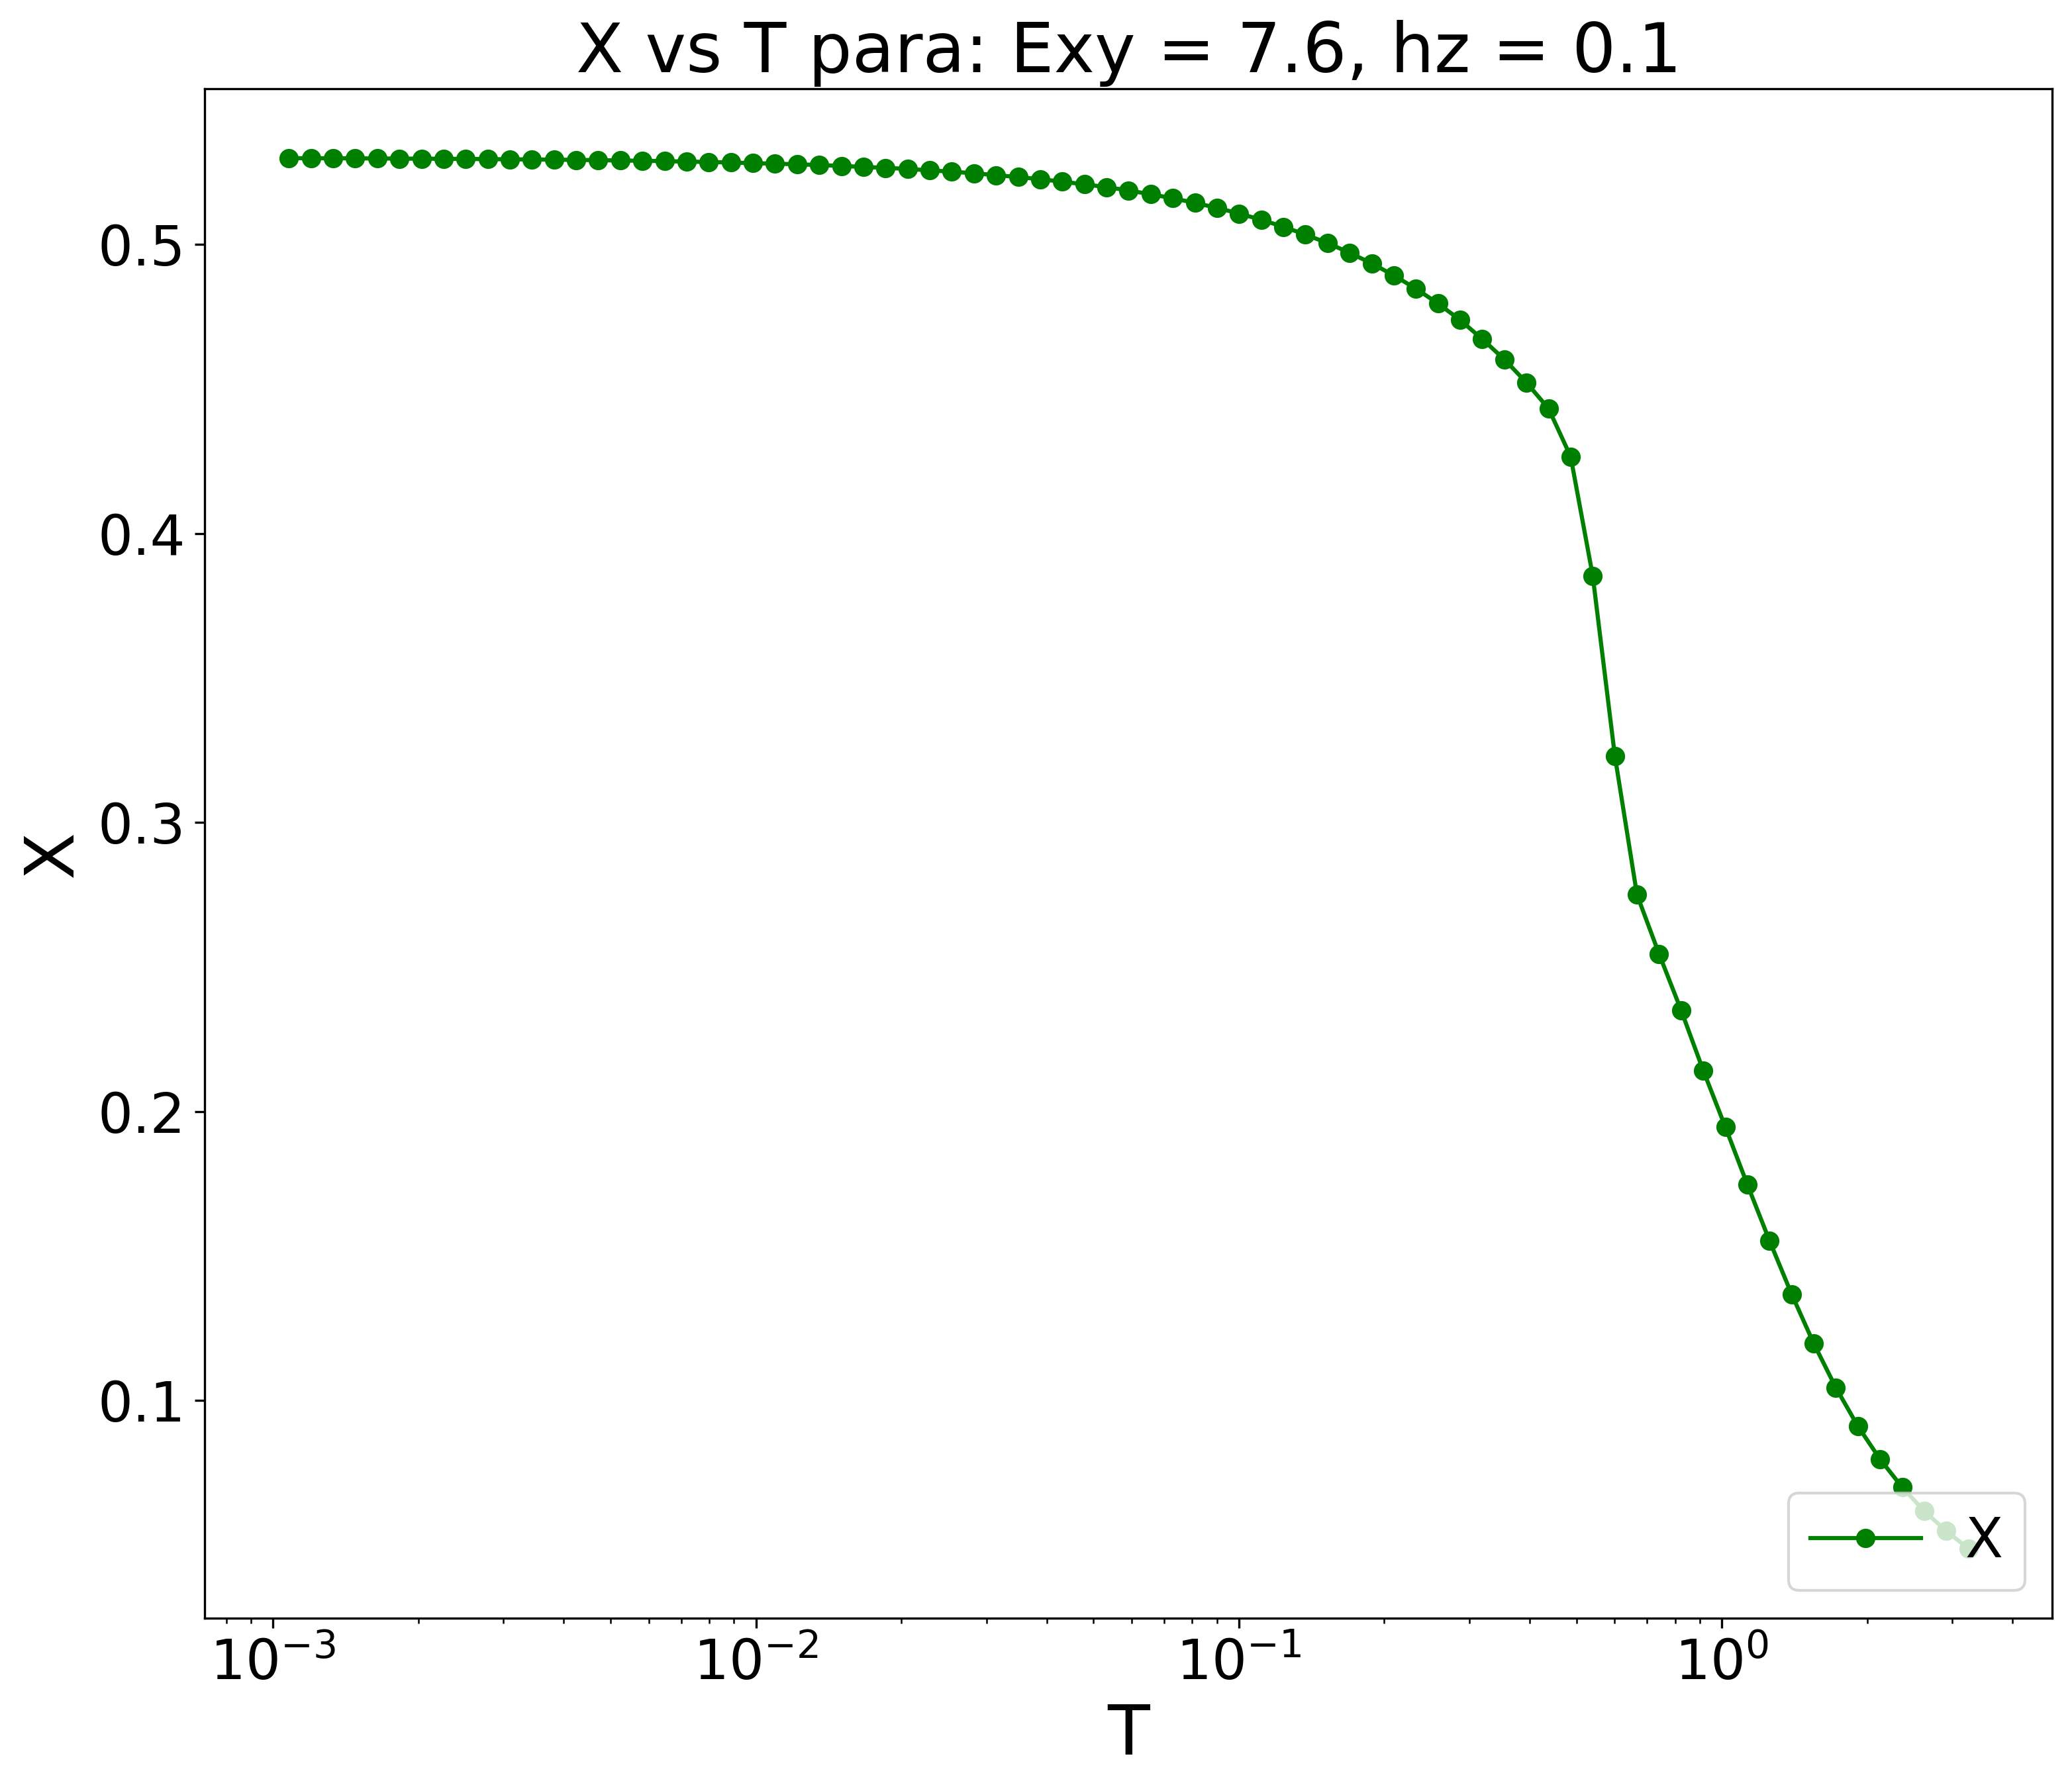 X vs T para: Exy = 7.6, hz = 0.1
X
0.5
0.4
0.3
0.2
0.1
X
10⁻³ 10⁻² 10⁻¹ 10⁰
T